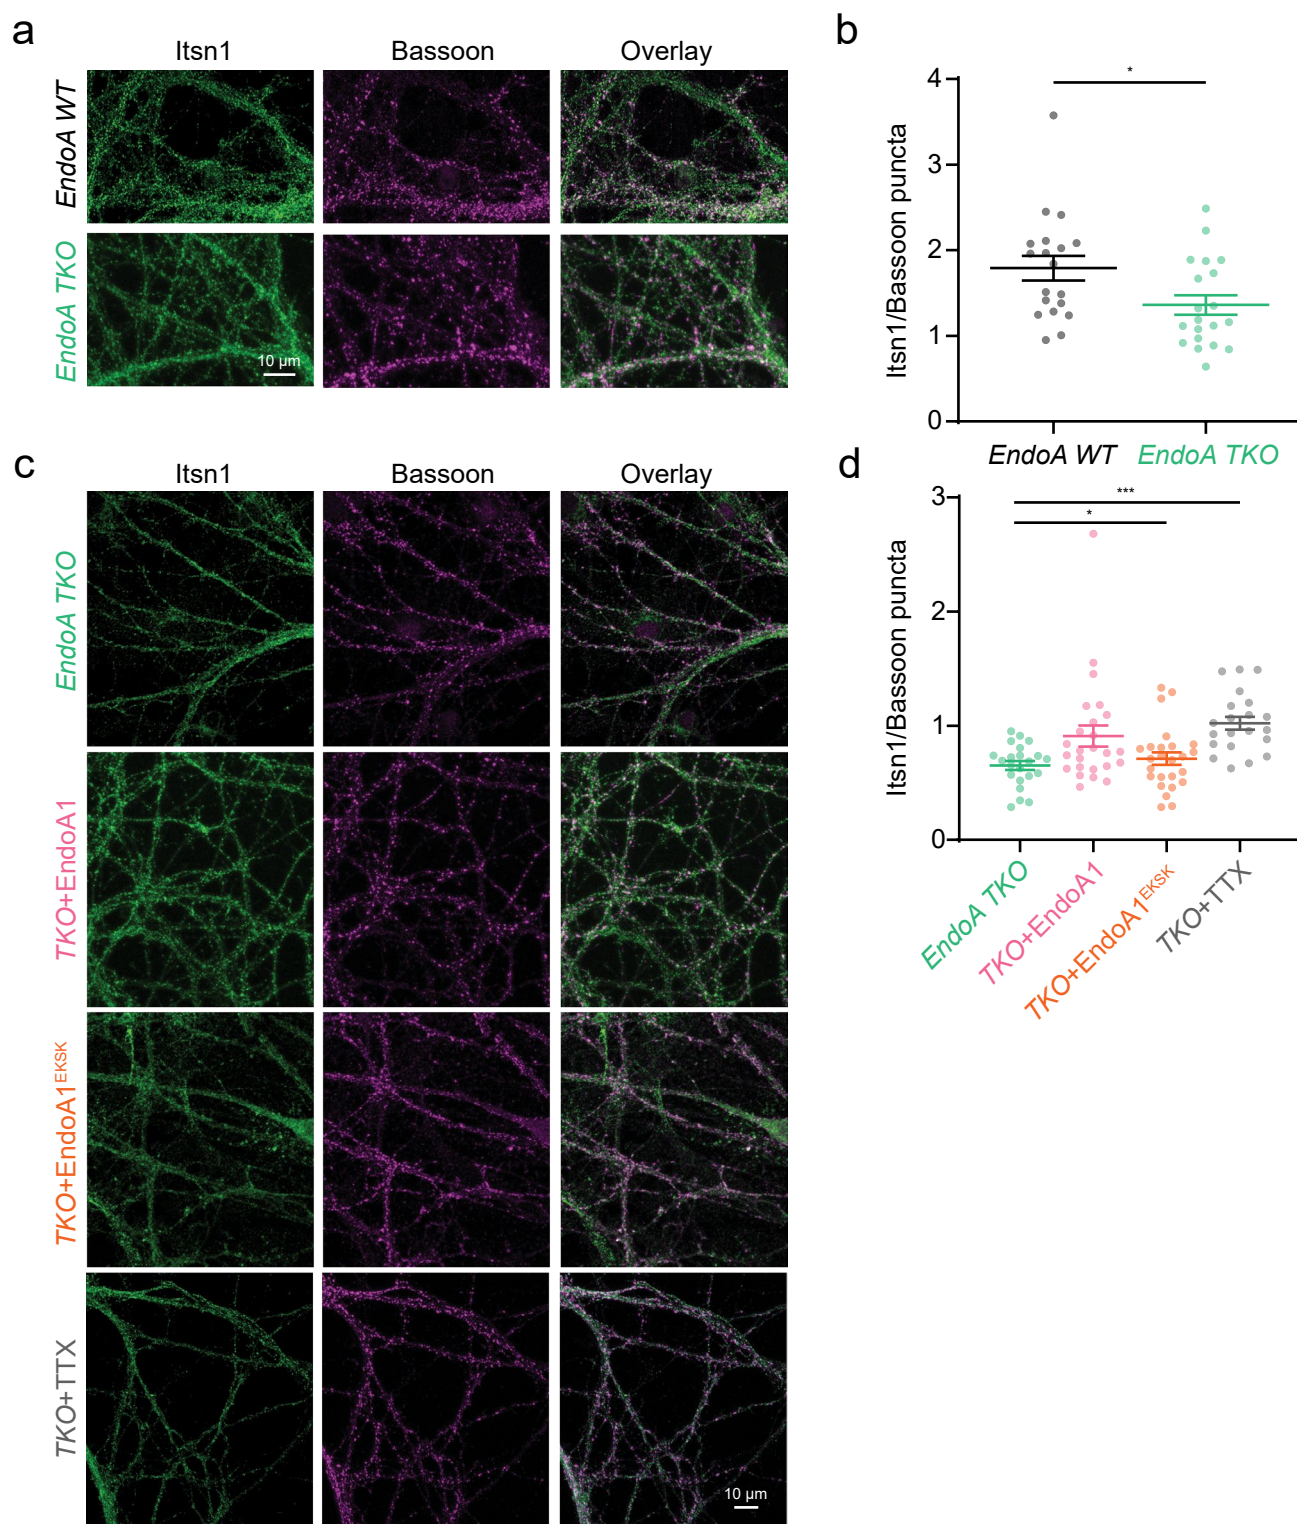 a
Itsn1 Bassoon Overlay
EndoA WT
EndoA TKO
10 µm
b
Itsn1/Bassoon puncta
4
3
2
1
0
*
EndoA WT EndoA TKO
c
Itsn1 Bassoon Overlay
EndoA TKO
TKO+EndoA1
TKO+EndoA1EKSK
TKO+TTX
10 µm
d
Itsn1/Bassoon puncta
3
2
1
0
***
*
EndoA TKO
TKO+EndoA1
TKO+EndoA1EKSK
TKO+TTX